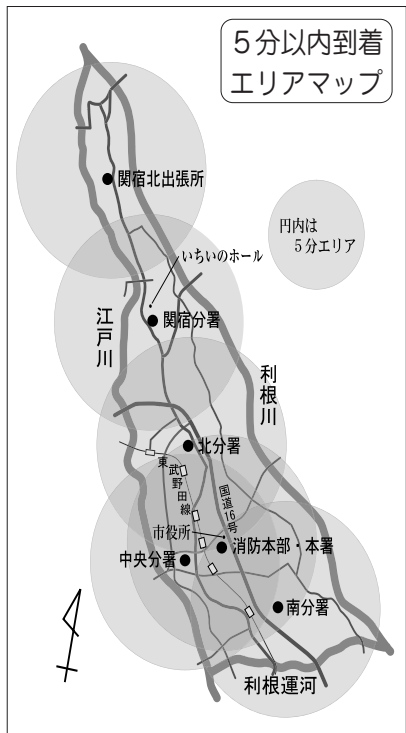 5分以内到着
エリアマップ
関宿北出張所
円内は
5分エリア
いちいのホール
関宿分署
江戸川
利根川
北分署
東武野田線
国道16号
市役所
消防本部・本署
中央分署
南分署
利根運河